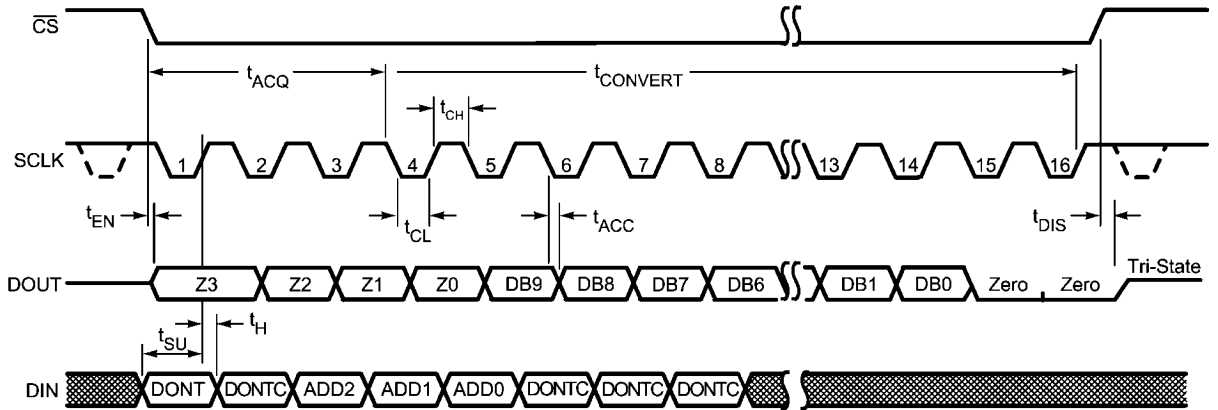 CS
tACQ
tCONVERT
tCH
SCLK
1 2 3 4 5 6 7 8 13 14 15 16
tEN
tCL
tACC
tDIS
Tri-State
DOUT
Z3 Z2 Z1 Z0 DB9 DB8 DB7 DB6 DB1 DB0 Zero Zero
tSU
tH
DIN
DONT DONTC ADD2 ADD1 ADD0 DONTC DONTC DONTC